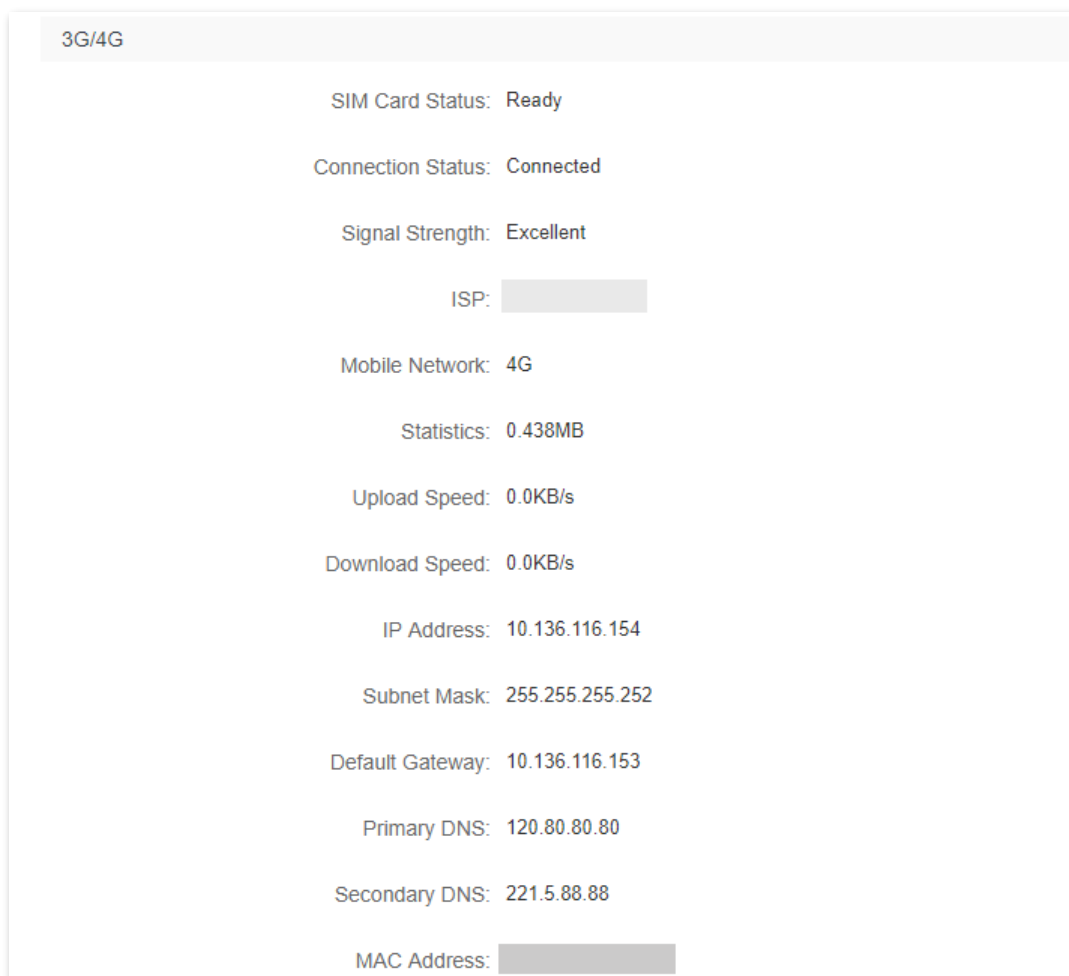 3G/4G
SIM Card Status: Ready
Connection Status: Connected
Signal Strength: Excellent
ISP:
Mobile Network: 4G
Statistics: 0.438MB
Upload Speed: 0.0KB/s
Download Speed: 0.0KB/s
IP Address: 10.136.116.154
Subnet Mask: 255.255.255.252
Default Gateway: 10.136.116.153
Primary DNS: 120.80.80.80
Secondary DNS: 221.5.88.88
MAC Address: